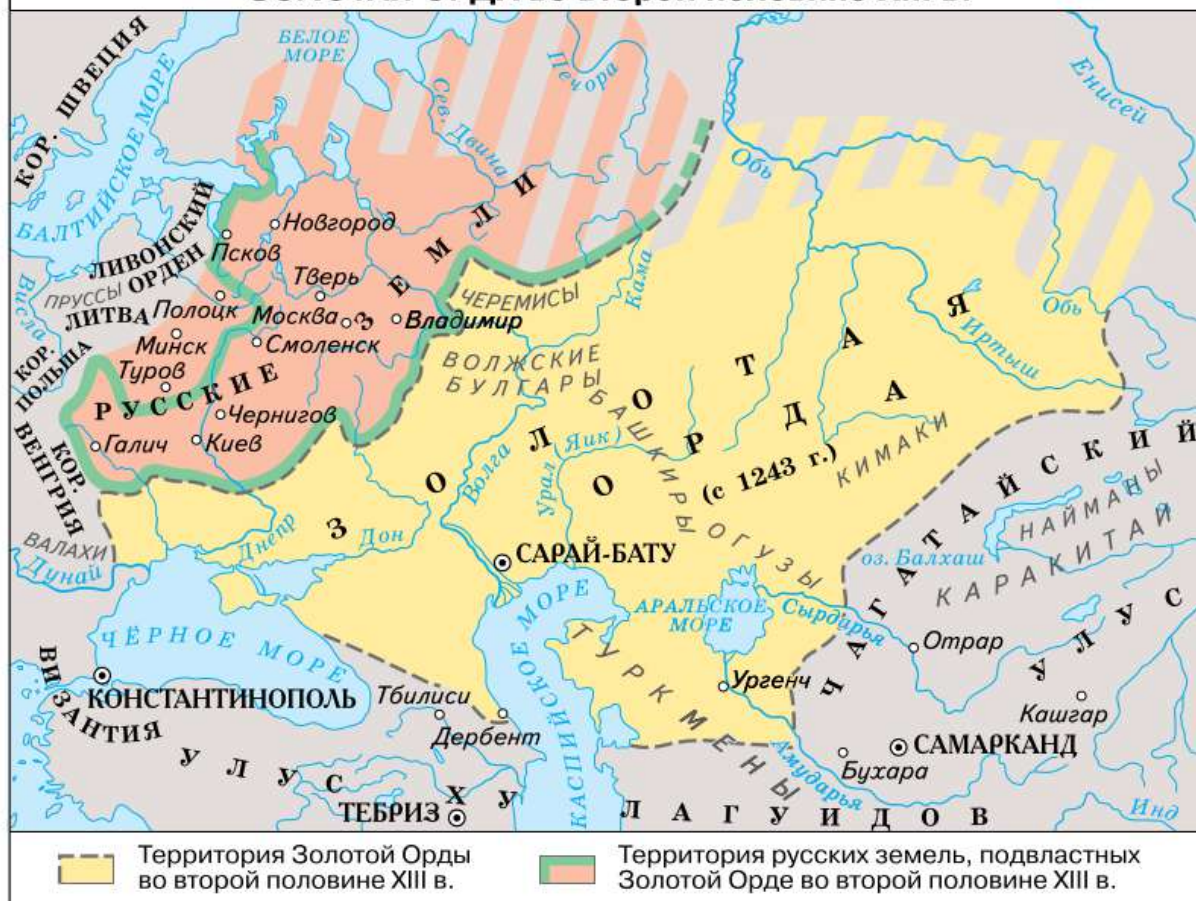 КОР. ШВЕЦИЯ
БЕЛОЕ
МОРЕ
Печора
Енисей
Сев. Двина
Обь
БАЛТИЙСКОЕ МОРЕ
ЛИВОНСКИЙ
ОРДЕН
Новгород
Псков
ПРУССЫ
ЛИТВА
Висла
Полоцк
Тверь
Москва
Владимир
ЧЕРЕМИСЫ
Кама
Обь
Иртыш
КОР.
ПОЛЬША
Минск
Смоленск
Туров
РУССКИЕ
ЗЕМЛИ
ВОЛЖСКИЕ
БУЛГАРЫ
БАШКИРЫ
ЗОЛОТАЯ
ОРДА
(с 1243 г.)
КИМАКИ
Чернигов
Галич
Киев
КОР.
ВЕНГРИЯ
Волга
Урал (Яик)
ОГУЗЫ
ЧАГАТАЙСКИЙ
УЛУС
НАЙМАНЫ
КАРАКИТАЙ
оз. Балхаш
ВАЛАХИ
Дунай
Днепр
Дон
САРАЙ-БАТУ
АРАЛЬСКОЕ
МОРЕ
Сырдарья
Отрар
ЧЁРНОЕ МОРЕ
КАСПИЙСКОЕ МОРЕ
ТУРКМЕНЫ
Ургенч
КОНСТАНТИНОПОЛЬ
ВИЗАНТИЯ
Тбилиси
Дербент
Кашгар
САМАРКАНД
Бухара
Амударья
Инд
УЛУС ХУЛАГУИДОВ
ТЕБРИЗ
Территория Золотой Орды
во второй половине XIII в.
Территория русских земель, подвластных
Золотой Орде во второй половине XIII в.